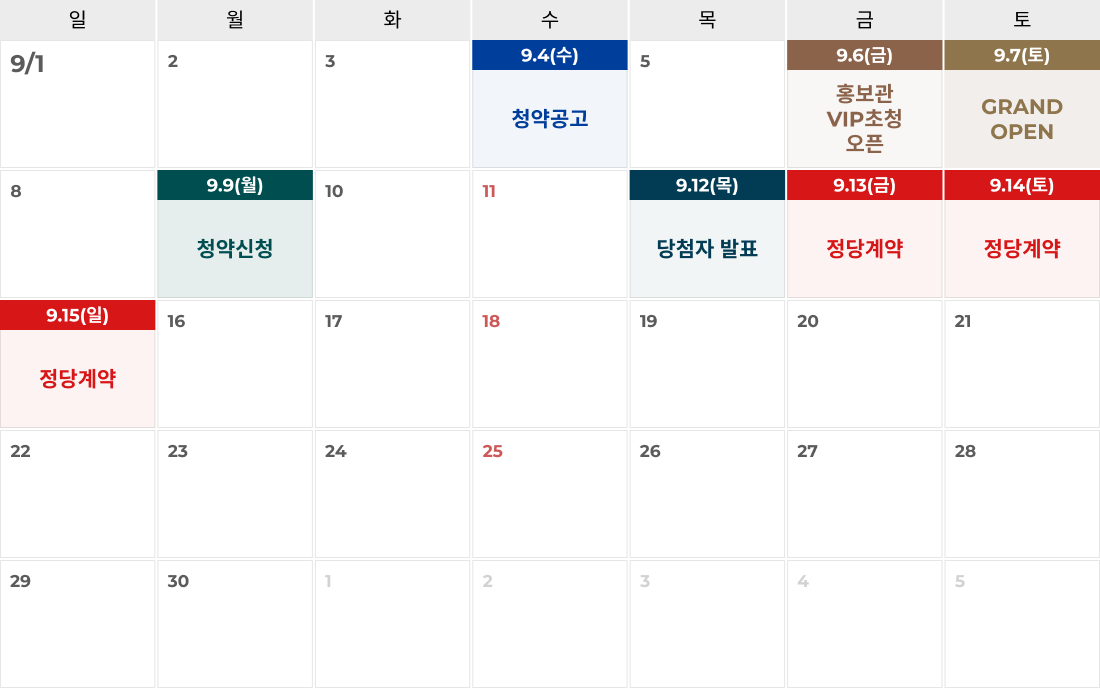 일 월 화 수 목 금 토
9/1 2 3 9.4(수) 5 9.6(금) 9.7(토)
청약공고
홍보관
VIP초청
오픈
GRAND
OPEN
8 9.9(월) 10 11 9.12(목) 9.13(금) 9.14(토)
청약신청 당첨자 발표 정당계약 정당계약
9.15(일) 16 17 18 19 20 21
정당계약
22 23 24 25 26 27 28
29 30 1 2 3 4 5